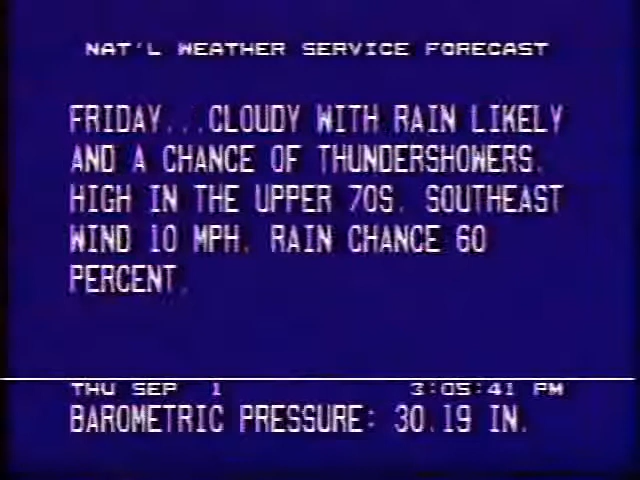 NAT'L WEATHER SERVICE FORECAST
FRIDAY...CLOUDY WITH RAIN LIKELY
AND A CHANCE OF THUNDERSHOWERS.
HIGH IN THE UPPER 70S. SOUTHEAST
WIND 10 MPH. RAIN CHANCE 60
PERCENT.
THU SEP 1 3:05:41 PM
BAROMETRIC PRESSURE: 30.19 IN.